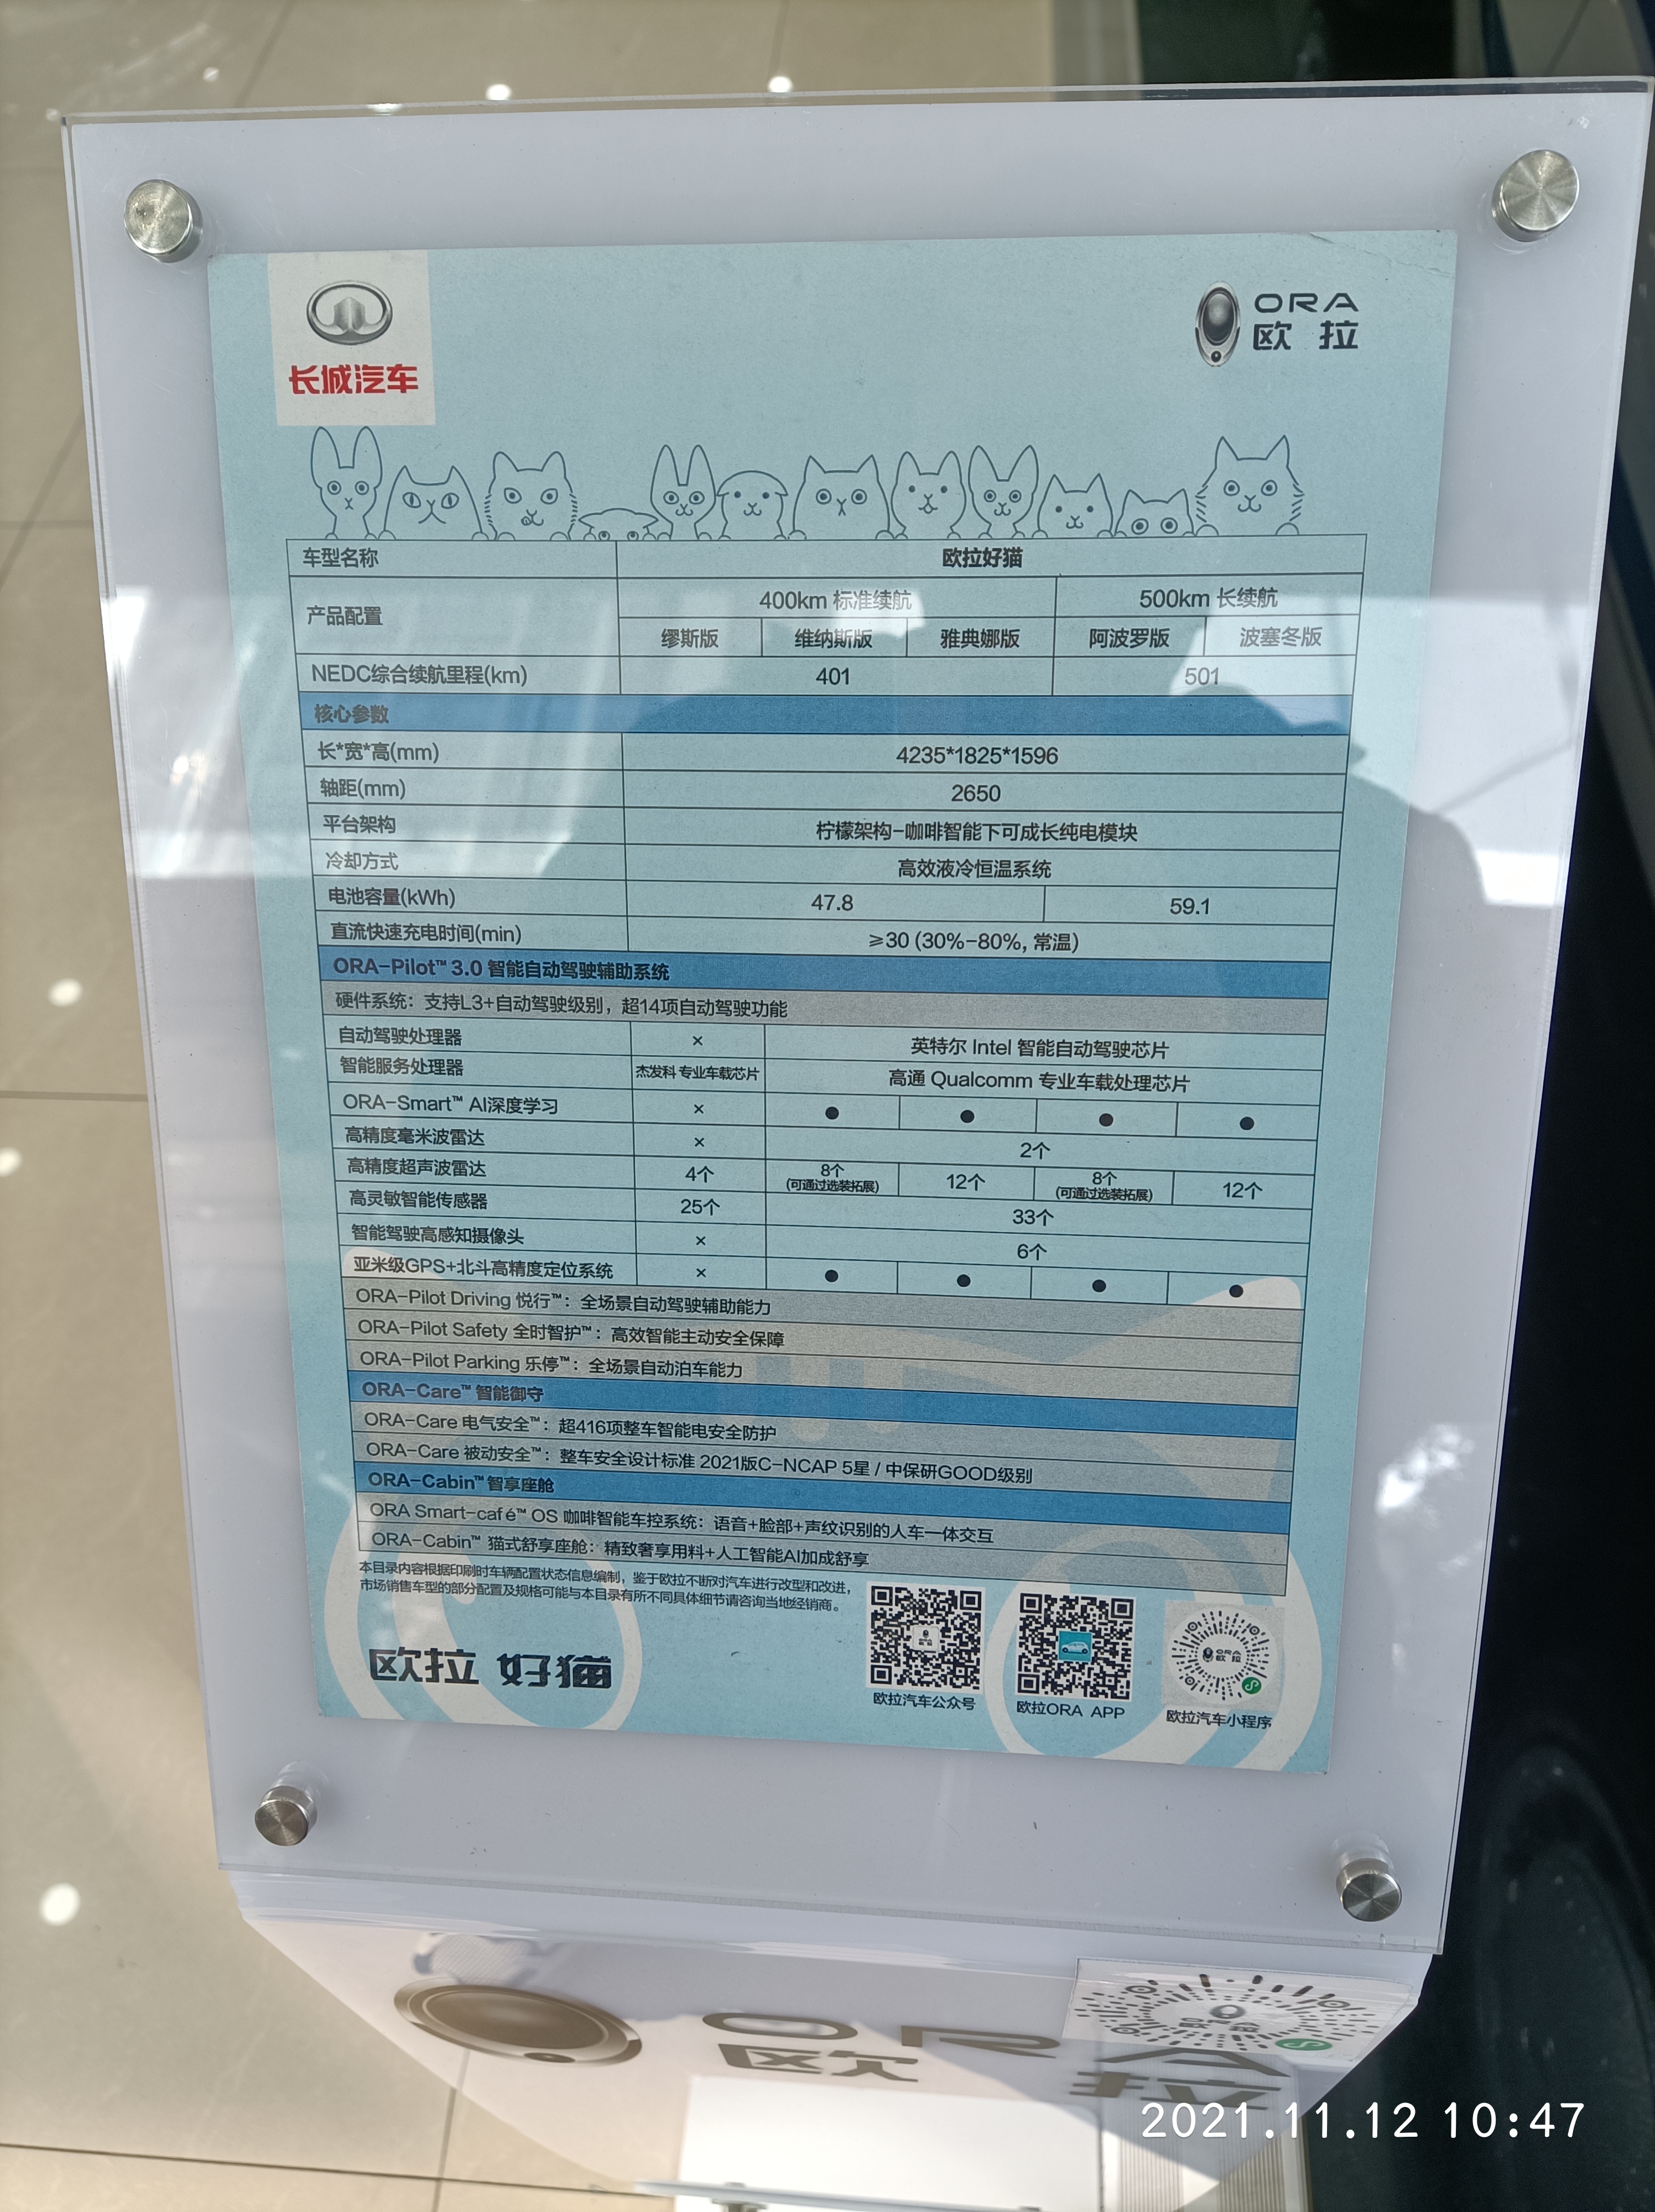 长城汽车
ORA
欧拉
车型名称 欧拉好猫
产品配置 400km 标准续航 500km 长续航
缪斯版 维纳斯版 雅典娜版 阿波罗版 波塞冬版
NEDC综合续航里程(km) 401 501
核心参数
长*宽*高(mm) 4235*1825*1596
轴距(mm) 2650
平台架构 柠檬架构-咖啡智能下可成长纯电模块
冷却方式 高效液冷恒温系统
电池容量(kWh) 47.8 59.1
直流快速充电时间(min) ≥30 (30%-80%, 常温)
ORA-Pilot™ 3.0 智能自动驾驶辅助系统
硬件系统：支持L3+自动驾驶级别，超14项自动驾驶功能
自动驾驶处理器 × 英特尔 Intel 智能自动驾驶芯片
智能服务处理器 杰发科 专业车载芯片 高通 Qualcomm 专业车载处理芯片
ORA-Smart™ AI深度学习 × ● ● ● ●
高精度毫米波雷达 × 2个
高精度超声波雷达 4个 8个 (可通过选装拓展) 12个 8个 (可通过选装拓展) 12个
高灵敏智能传感器 25个 33个
智能驾驶高感知摄像头 × 6个
亚米级GPS+北斗高精度定位系统 × ● ● ● ●
ORA-Pilot Driving 悦行™：全场景自动驾驶辅助能力
ORA-Pilot Safety 全时智护™：高效智能主动安全保障
ORA-Pilot Parking 乐停™：全场景自动泊车能力
ORA-Care™ 智能御守
ORA-Care 电气安全™：超416项整车智能电安全防护
ORA-Care 被动安全™：整车安全设计标准 2021版C-NCAP 5星 / 中保研GOOD级别
ORA-Cabin™ 智享座舱
ORA Smart-café™ OS 咖啡智能车控系统：语音+脸部+声纹识别的人车一体交互
ORA-Cabin™ 猫式舒享座舱：精致奢享用料+人工智能AI加成舒享
本目录内容根据印刷时车辆配置状态信息编制，鉴于欧拉不断对汽车进行改型和改进，
市场销售车型的部分配置及规格可能与本目录有所不同具体细节请咨询当地经销商。
欧拉 好猫
欧拉汽车公众号
欧拉ORA APP
欧拉汽车小程序
ORA
欧拉
2021.11.12 10:47